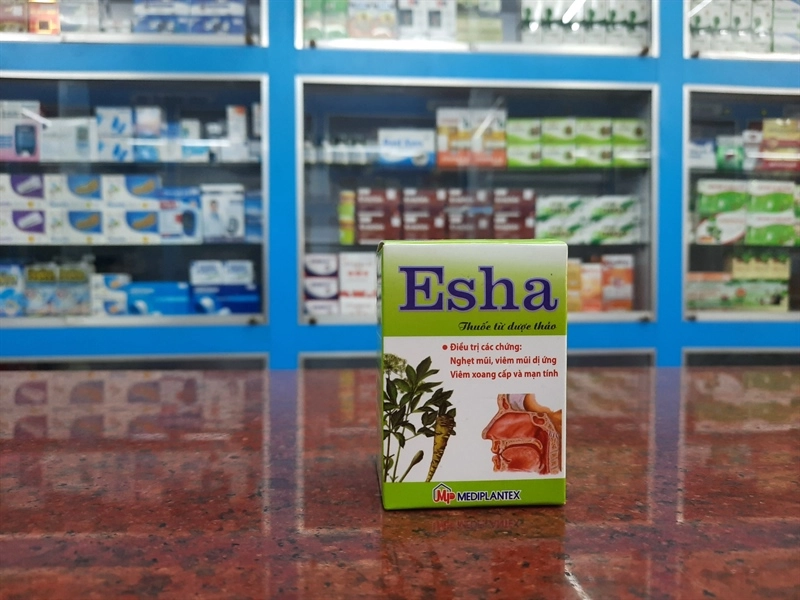 Esha
Thuốc từ dược thảo
• Điều trị các chứng:
Nghẹt mũi, viêm mũi dị ứng
Viêm xoang cấp và mạn tính
MP MEDIPLANTEX